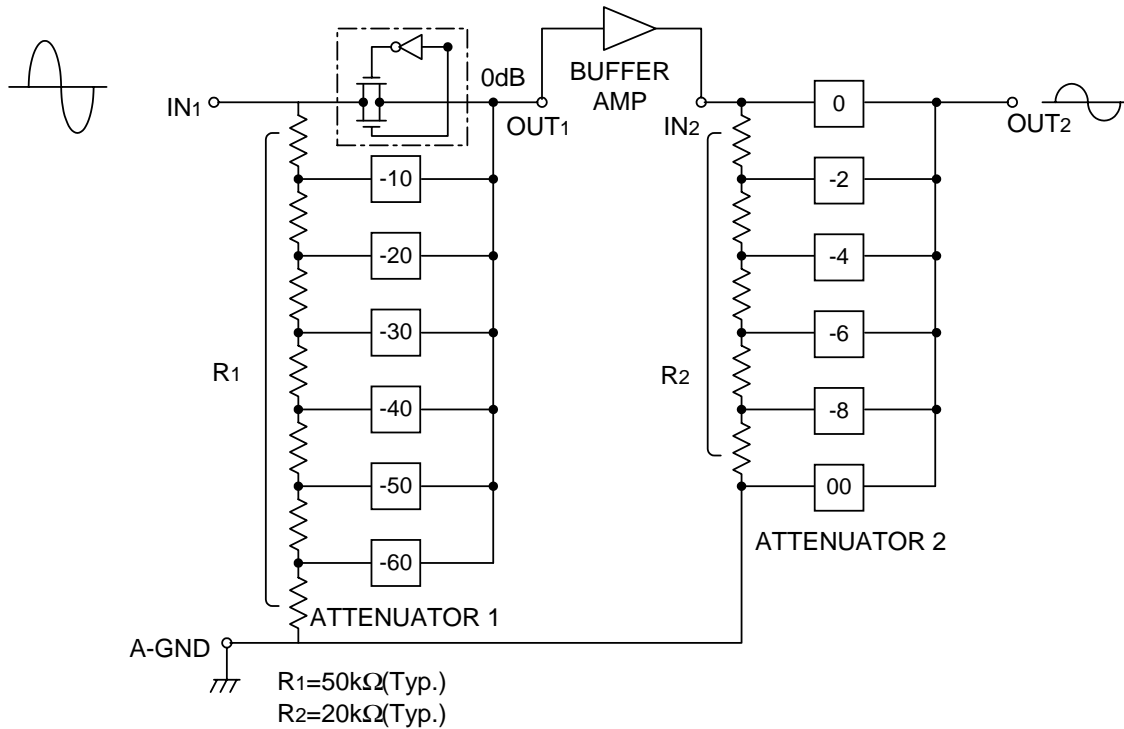 0dB
BUFFER
AMP
IN1
OUT1
IN2
0
OUT2
-10
-2
-20
-4
-30
-6
R1
R2
-40
-8
-50
00
ATTENUATOR 2
-60
ATTENUATOR 1
A-GND
R1=50kΩ(Typ.)
R2=20kΩ(Typ.)